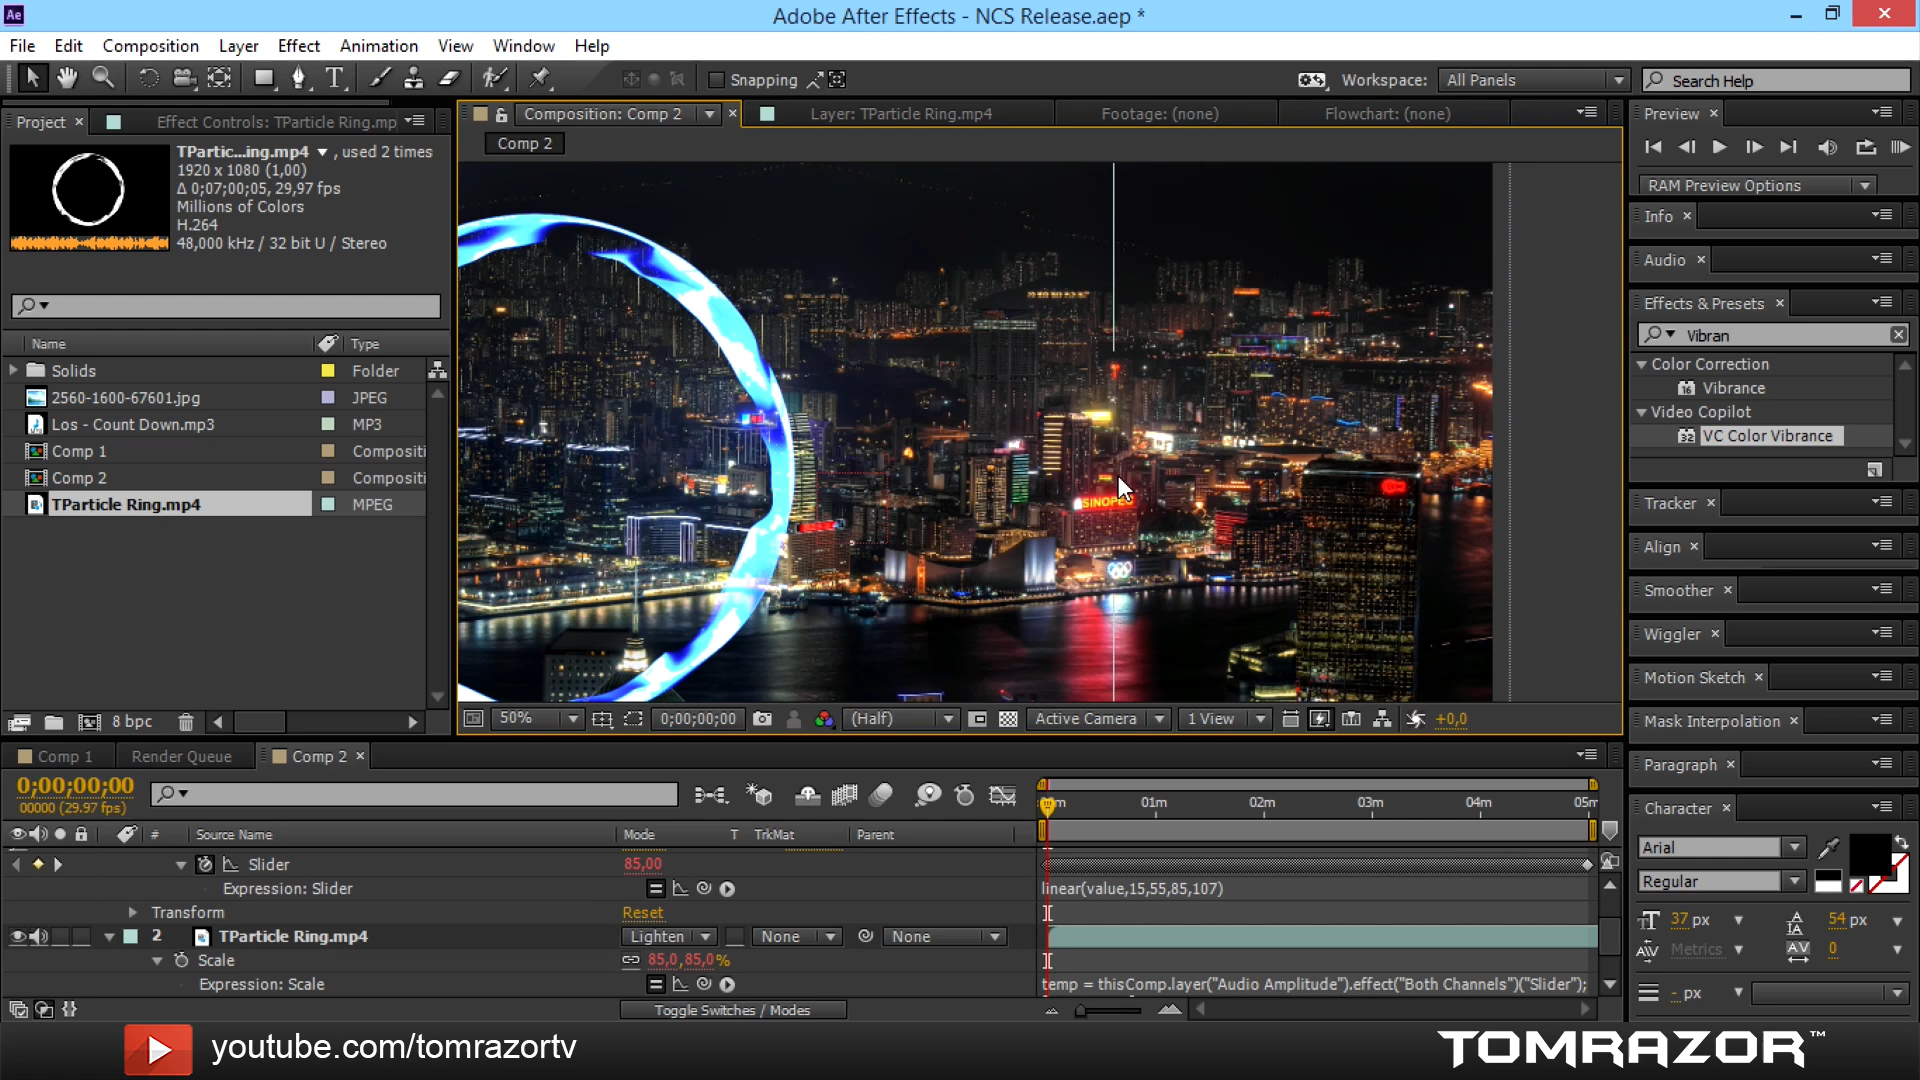 Ae
Adobe After Effects - NCS Release.aep *
File Edit Composition Layer Effect Animation View Window Help
Snapping
Workspace: All Panels
Search Help
Project
Effect Controls: TParticle Ring.mp
TPartic...ing.mp4 , used 2 times
1920 x 1080 (1,00)
Δ 0;07;00;05, 29,97 fps
Millions of Colors
H.264
48,000 kHz / 32 bit U / Stereo
Name Type
Solids Folder
2560-1600-67601.jpg JPEG
Los - Count Down.mp3 MP3
Comp 1 Compositi
Comp 2 Compositi
TParticle Ring.mp4 MPEG
8 bpc
Composition: Comp 2
Layer: TParticle Ring.mp4
Footage: (none)
Flowchart: (none)
Comp 2
SINOPEC
50% 0;00;00;00 (Half) Active Camera 1 View +0,0
Preview
RAM Preview Options
Info
Audio
Effects & Presets
Vibran
Color Correction
16 Vibrance
Video Copilot
32 VC Color Vibrance
Tracker
Align
Smoother
Wiggler
Motion Sketch
Mask Interpolation
Paragraph
Character
Arial
Regular
37 px 54 px
Metrics 0
- px
Comp 1 Render Queue Comp 2
0;00;00;00
00000 (29.97 fps)
01m 02m 03m 04m 05m
# Source Name Mode T TrkMat Parent
Slider 85,00
Expression: Slider
linear(value,15,55,85,107)
Transform Reset
2 TParticle Ring.mp4 Lighten None None
Scale 85,0,85,0%
Expression: Scale
temp = thisComp.layer("Audio Amplitude").effect("Both Channels")("Slider");
Toggle Switches / Modes
youtube.com/tomrazortv
TOMRAZOR™